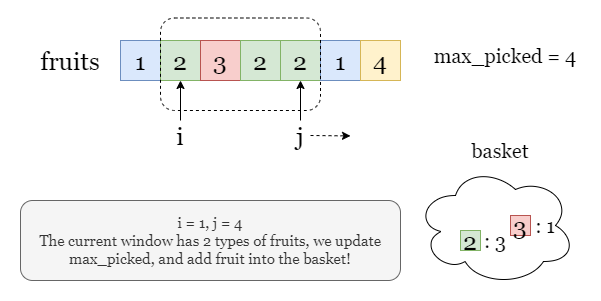 fruits 1 2 3 2 2 1 4 max_picked = 4
i j
basket
3 : 1
2 : 3
i = 1, j = 4
The current window has 2 types of fruits, we update
max_picked, and add fruit into the basket!